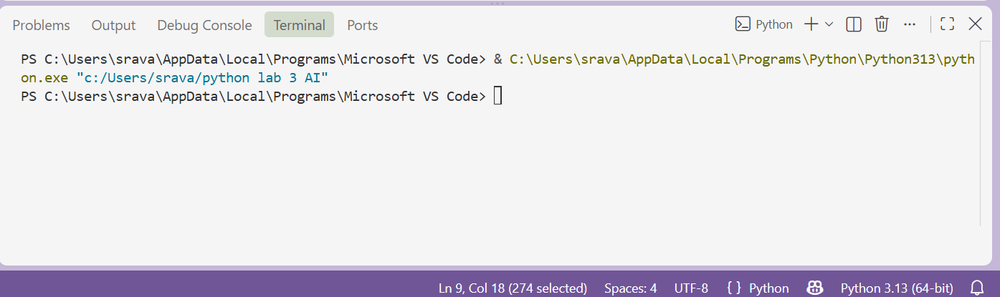 Problems Output Debug Console Terminal Ports Python
PS C:\Users\srava\AppData\Local\Programs\Microsoft VS Code> & C:\Users\srava\AppData\Local\Programs\Python\Python313\pyth
on.exe "c:/Users/srava/python lab 3 AI"
PS C:\Users\srava\AppData\Local\Programs\Microsoft VS Code>
Ln 9, Col 18 (274 selected) Spaces: 4 UTF-8 { } Python Python 3.13 (64-bit)